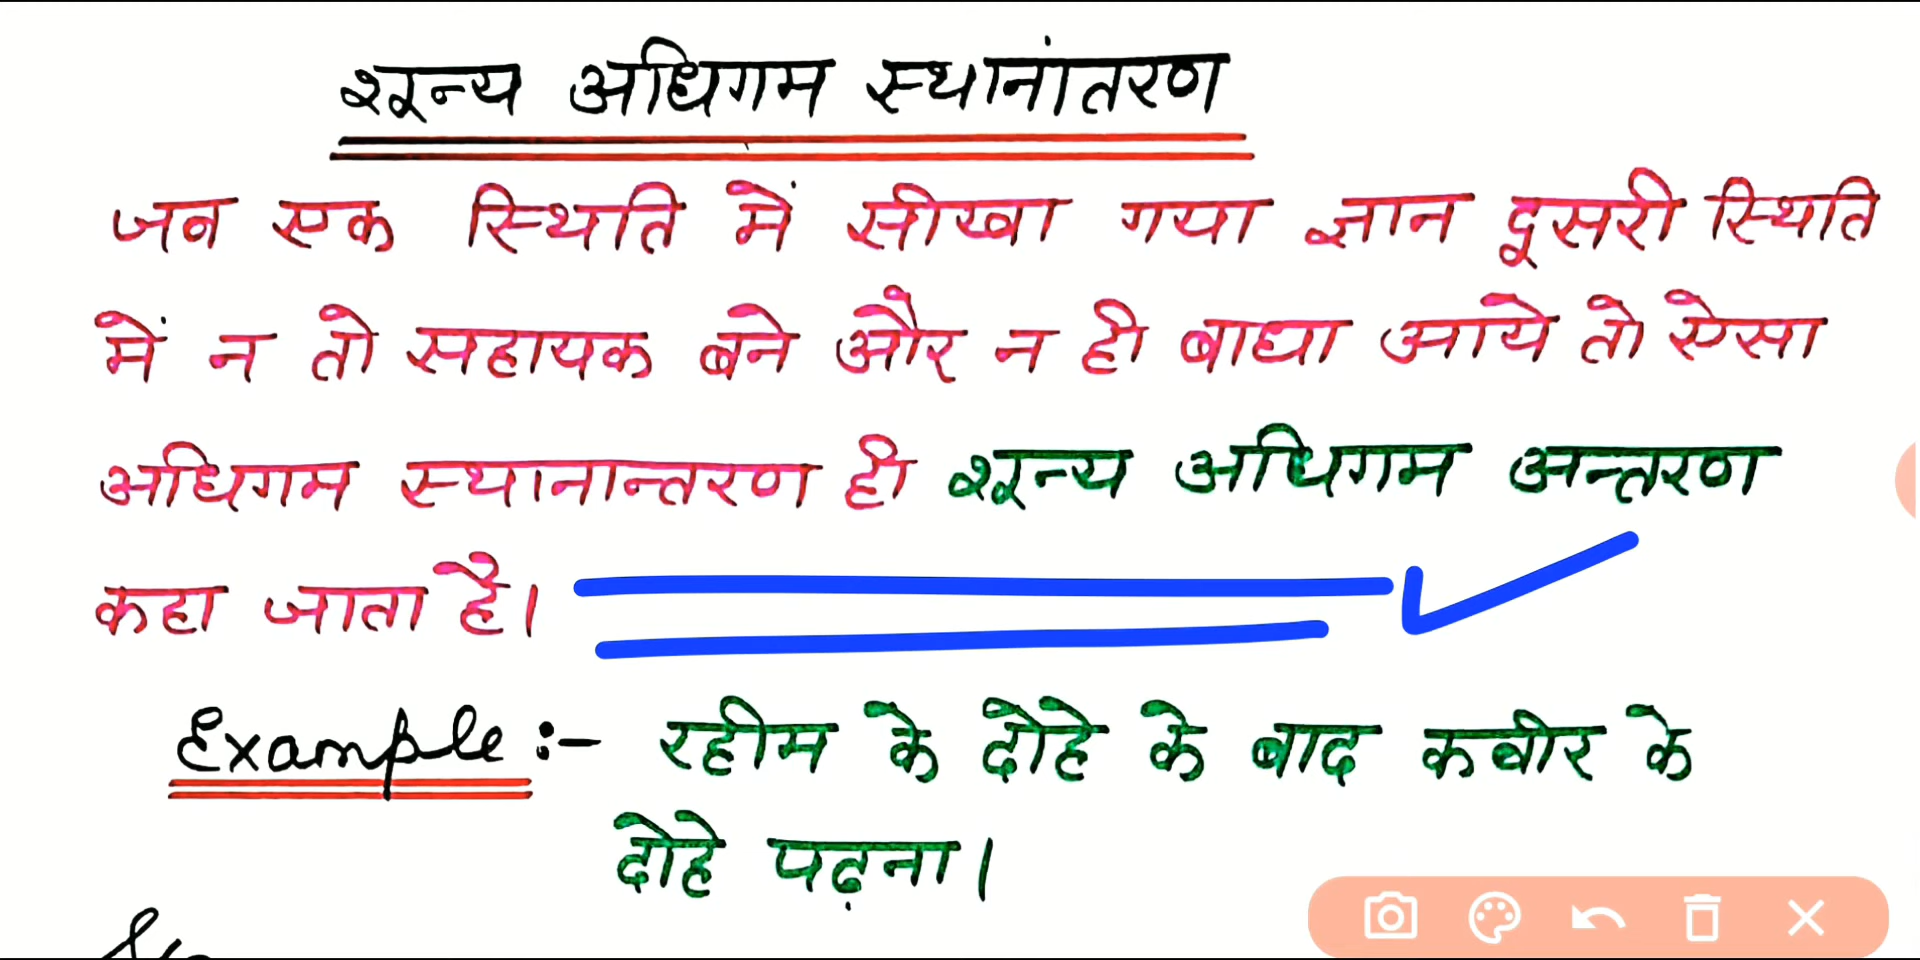 शून्य अधिगम स्थानांतरण
जब एक स्थिति में सीखा गया ज्ञान दूसरी स्थिति
में न तो सहायक बने और न ही बाधा आये तो ऐसा
अधिगम स्थानान्तरण ही शून्य अधिगम अन्तरण
कहा जाता है।
Example :- रहीम के दोहे के बाद कबीर के
दोहे पढ़ना।